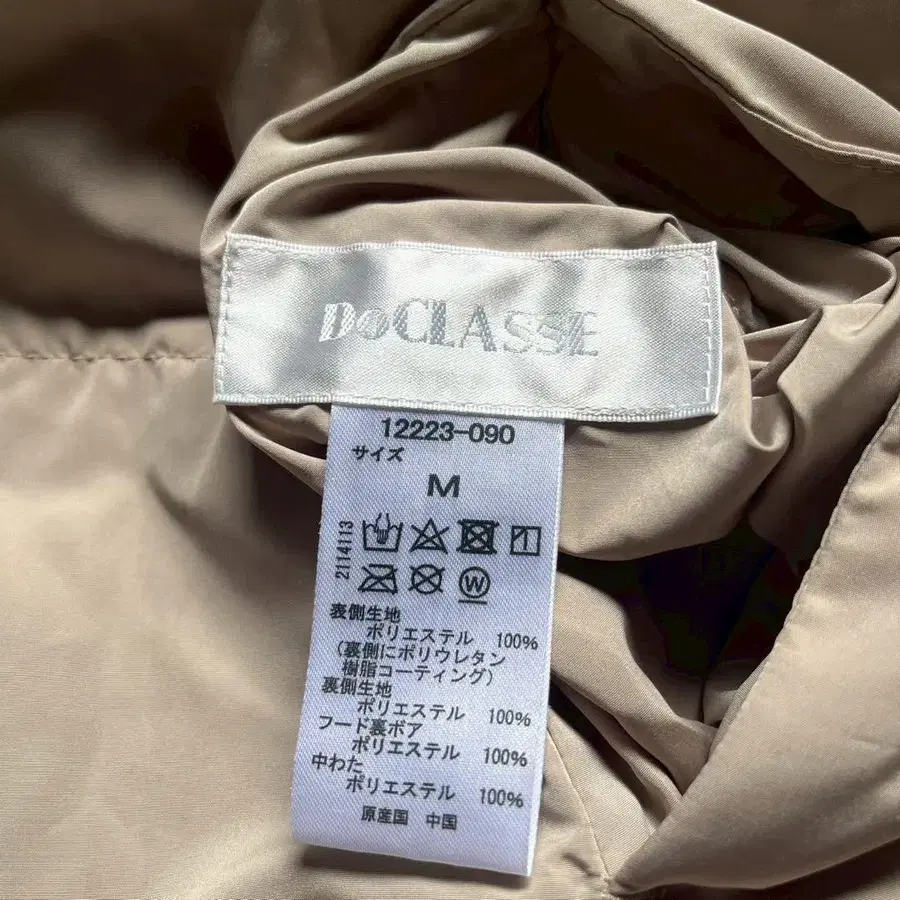 DoCLASSE
12223-090
サイズ
M
2114113
W
表側生地
ポリエステル 100%
(裏側にポリウレタン
樹脂コーティング)
裏側生地
ポリエステル 100%
フード裏ボア
ポリエステル 100%
中わた
ポリエステル 100%
原産国 中国